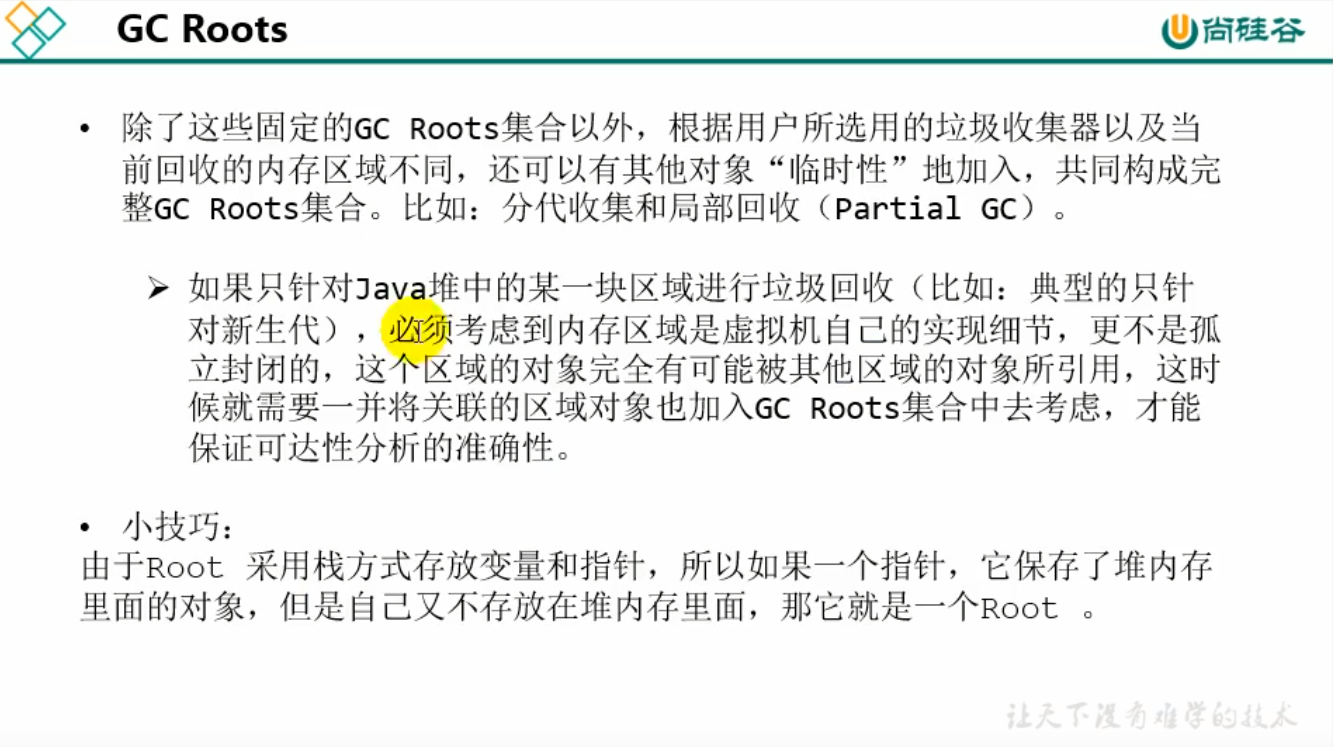 GC Roots
尚硅谷
• 除了这些固定的GC Roots集合以外，根据用户所选用的垃圾收集器以及当
前回收的内存区域不同，还可以有其他对象“临时性”地加入，共同构成完
整GC Roots集合。比如：分代收集和局部回收（Partial GC）。
➢ 如果只针对Java堆中的某一块区域进行垃圾回收（比如：典型的只针
对新生代），必须考虑到内存区域是虚拟机自己的实现细节，更不是孤
立封闭的，这个区域的对象完全有可能被其他区域的对象所引用，这时
候就需要一并将关联的区域对象也加入GC Roots集合中去考虑，才能
保证可达性分析的准确性。
• 小技巧：
由于Root 采用栈方式存放变量和指针，所以如果一个指针，它保存了堆内存
里面的对象，但是自己又不存放在堆内存里面，那它就是一个Root 。
让天下没有难学的技术